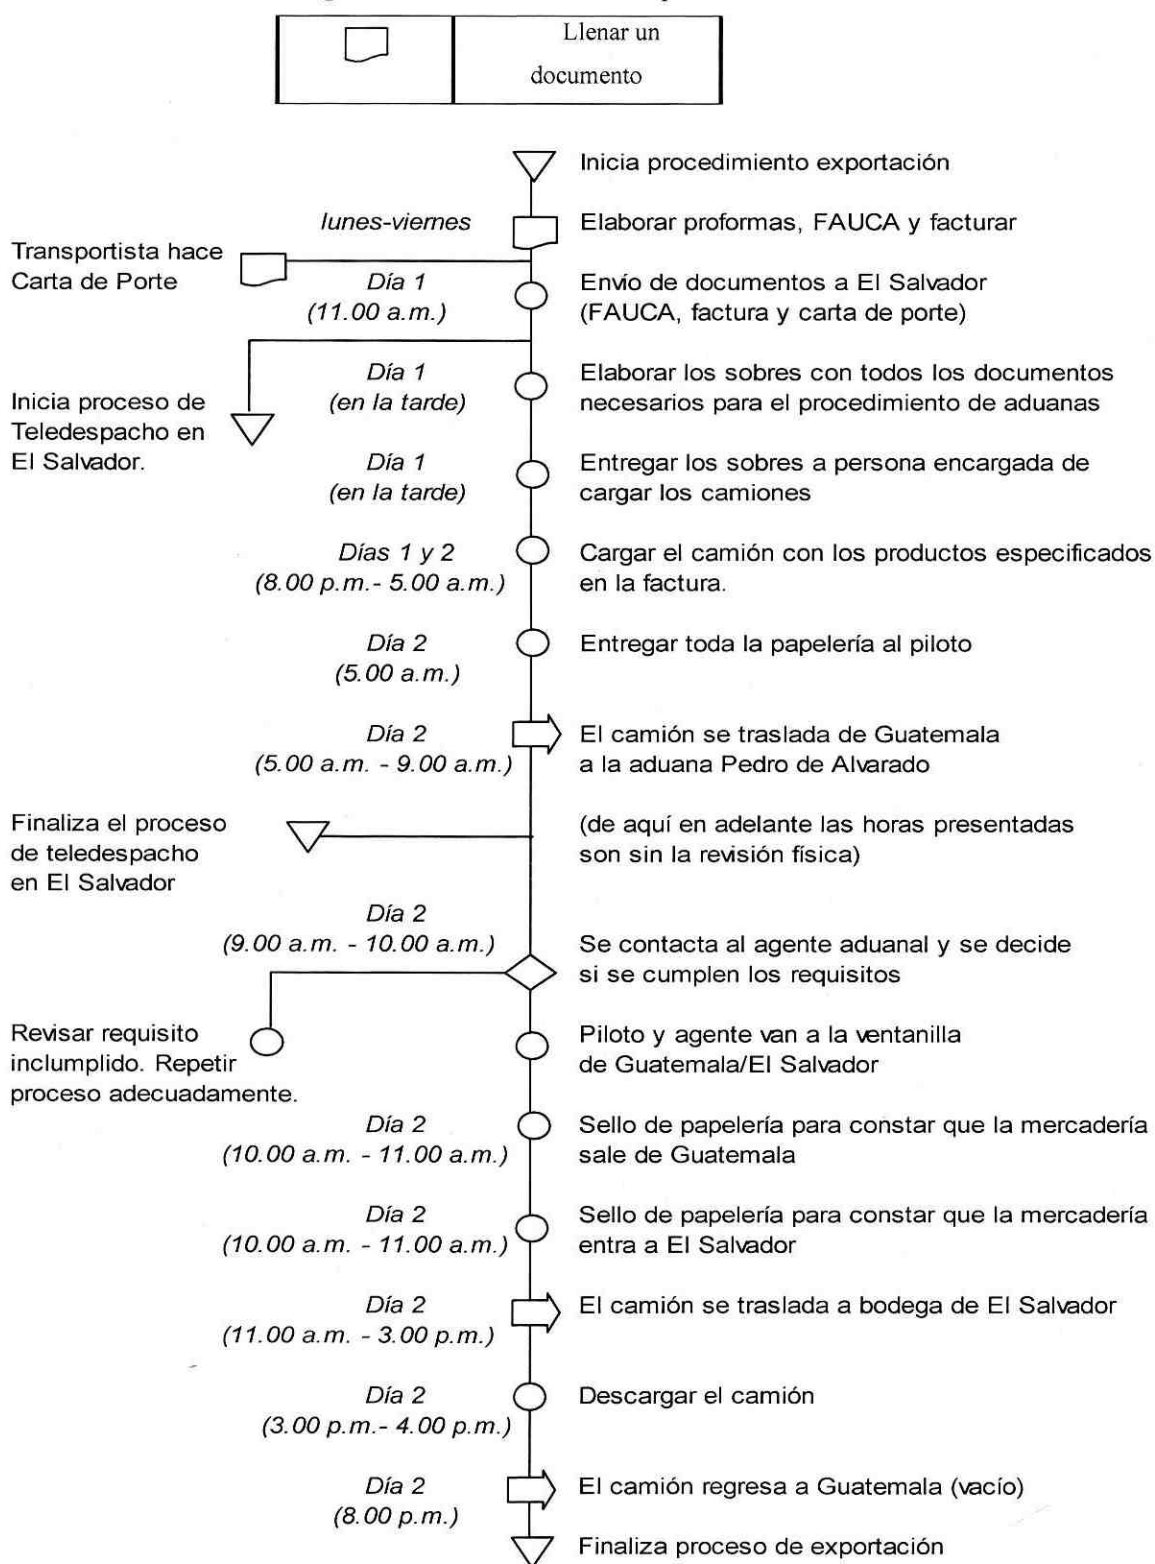 Llenar un
documento
Inicia procedimiento exportación
lunes-viernes
Elaborar proformas, FAUCA y facturar
Transportista hace
Carta de Porte
Día 1
(11.00 a.m.)
Envío de documentos a El Salvador
(FAUCA, factura y carta de porte)
Día 1
(en la tarde)
Elaborar los sobres con todos los documentos
necesarios para el procedimiento de aduanas
Inicia proceso de
Teledespacho en
El Salvador.
Día 1
(en la tarde)
Entregar los sobres a persona encargada de
cargar los camiones
Días 1 y 2
(8.00 p.m.- 5.00 a.m.)
Cargar el camión con los productos especificados
en la factura.
Día 2
(5.00 a.m.)
Entregar toda la papelería al piloto
Día 2
(5.00 a.m. - 9.00 a.m.)
El camión se traslada de Guatemala
a la aduana Pedro de Alvarado
Finaliza el proceso
de teledespacho
en El Salvador
(de aquí en adelante las horas presentadas
son sin la revisión física)
Día 2
(9.00 a.m. - 10.00 a.m.)
Se contacta al agente aduanal y se decide
si se cumplen los requisitos
Revisar requisito
inclumplido. Repetir
proceso adecuadamente.
Piloto y agente van a la ventanilla
de Guatemala/El Salvador
Día 2
(10.00 a.m. - 11.00 a.m.)
Sello de papelería para constar que la mercadería
sale de Guatemala
Día 2
(10.00 a.m. - 11.00 a.m.)
Sello de papelería para constar que la mercadería
entra a El Salvador
Día 2
(11.00 a.m. - 3.00 p.m.)
El camión se traslada a bodega de El Salvador
Día 2
(3.00 p.m.- 4.00 p.m.)
Descargar el camión
Día 2
(8.00 p.m.)
El camión regresa a Guatemala (vacío)
Finaliza proceso de exportación